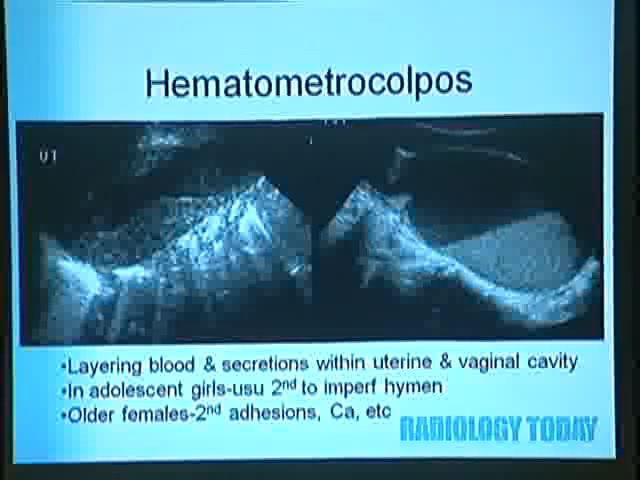 Hematometrocolpos
UT
•Layering blood & secretions within uterine & vaginal cavity
•In adolescent girls-usu 2nd to imperf hymen
•Older females-2nd adhesions, Ca, etc
RADIOLOGY TODAY